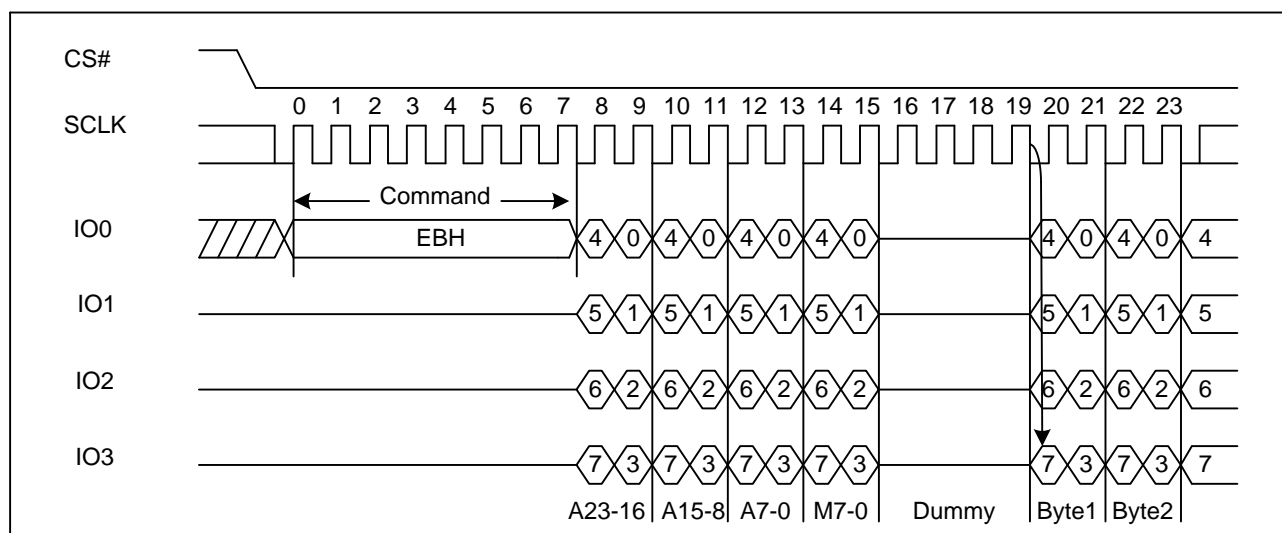 CS#
0 1 2 3 4 5 6 7 8 9 10 11 12 13 14 15 16 17 18 19 20 21 22 23
SCLK
Command
IO0
EBH 4 0 4 0 4 0 4 0 4 0 4 0 4
IO1
5 1 5 1 5 1 5 1 5 1 5 1 5
IO2
6 2 6 2 6 2 6 2 6 2 6 2 6
IO3
7 3 7 3 7 3 7 3 7 3 7 3 7
A23-16 A15-8 A7-0 M7-0 Dummy Byte1 Byte2